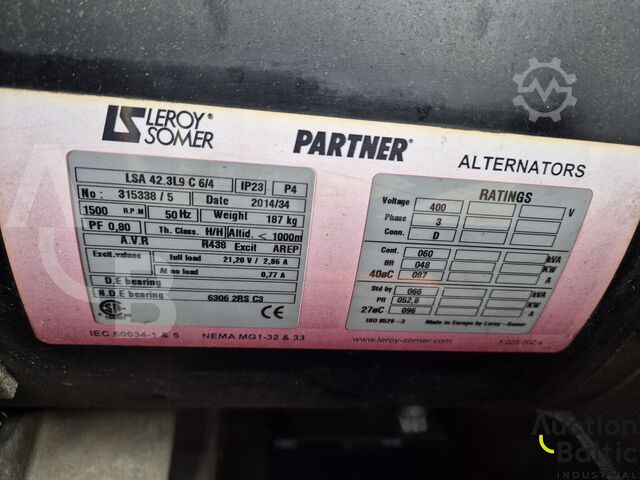 LEROY®
SOMER
PARTNER®
ALTERNATORS
LSA 42.3L9 C 6/4 IP23 P4
No : 315338 / 5 Date 2014/34
1500 R.P.M 50 Hz Weight 187 kg
PF 0,80 Th. Class. H/H Altid. < 1000m
A.V.R R438 Excit AREP
Excit. values full load 21,20 V / 2,86 A
At no load 0,77 A
D.E bearing
N.D.E bearing 6306 2RS C3
IEC 60034-1 & 5 NEMA MG1-32 & 33
RATINGS
Voltage 400 V
Phase 3
Conn. D
Cont. 060 kVA
BR 048 KW
40øC 087 A
Std by 066 kVA
PR 052,8 KW
27øC 096 A
ISO 8528-3 Made in Europe by Leroy-Somer
www.leroy-somer.com
Auction
Baltic
INDUSTRIAL